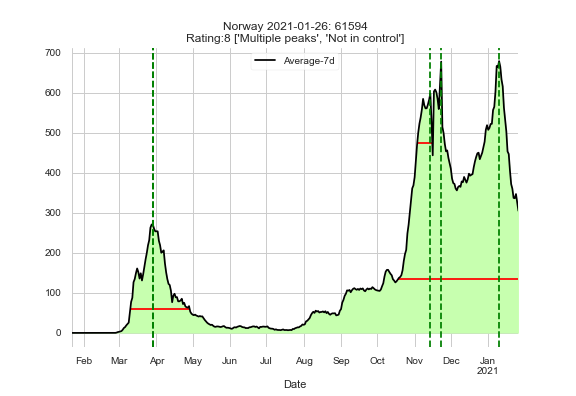 Norway 2021-01-26: 61594
Rating:8 ['Multiple peaks', 'Not in control']
Average-7d
700
600
500
400
300
200
100
0
Feb Mar Apr May Jun Jul Aug Sep Oct Nov Dec Jan
2021
Date